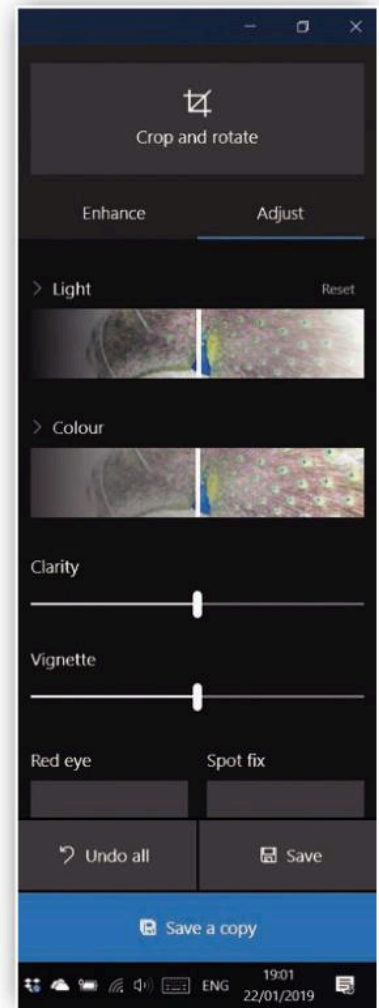 Crop and rotate
Enhance Adjust
Light Reset
Colour
Clarity
Vignette
Red eye Spot fix
Undo all Save
Save a copy
ENG 19:01
22/01/2019